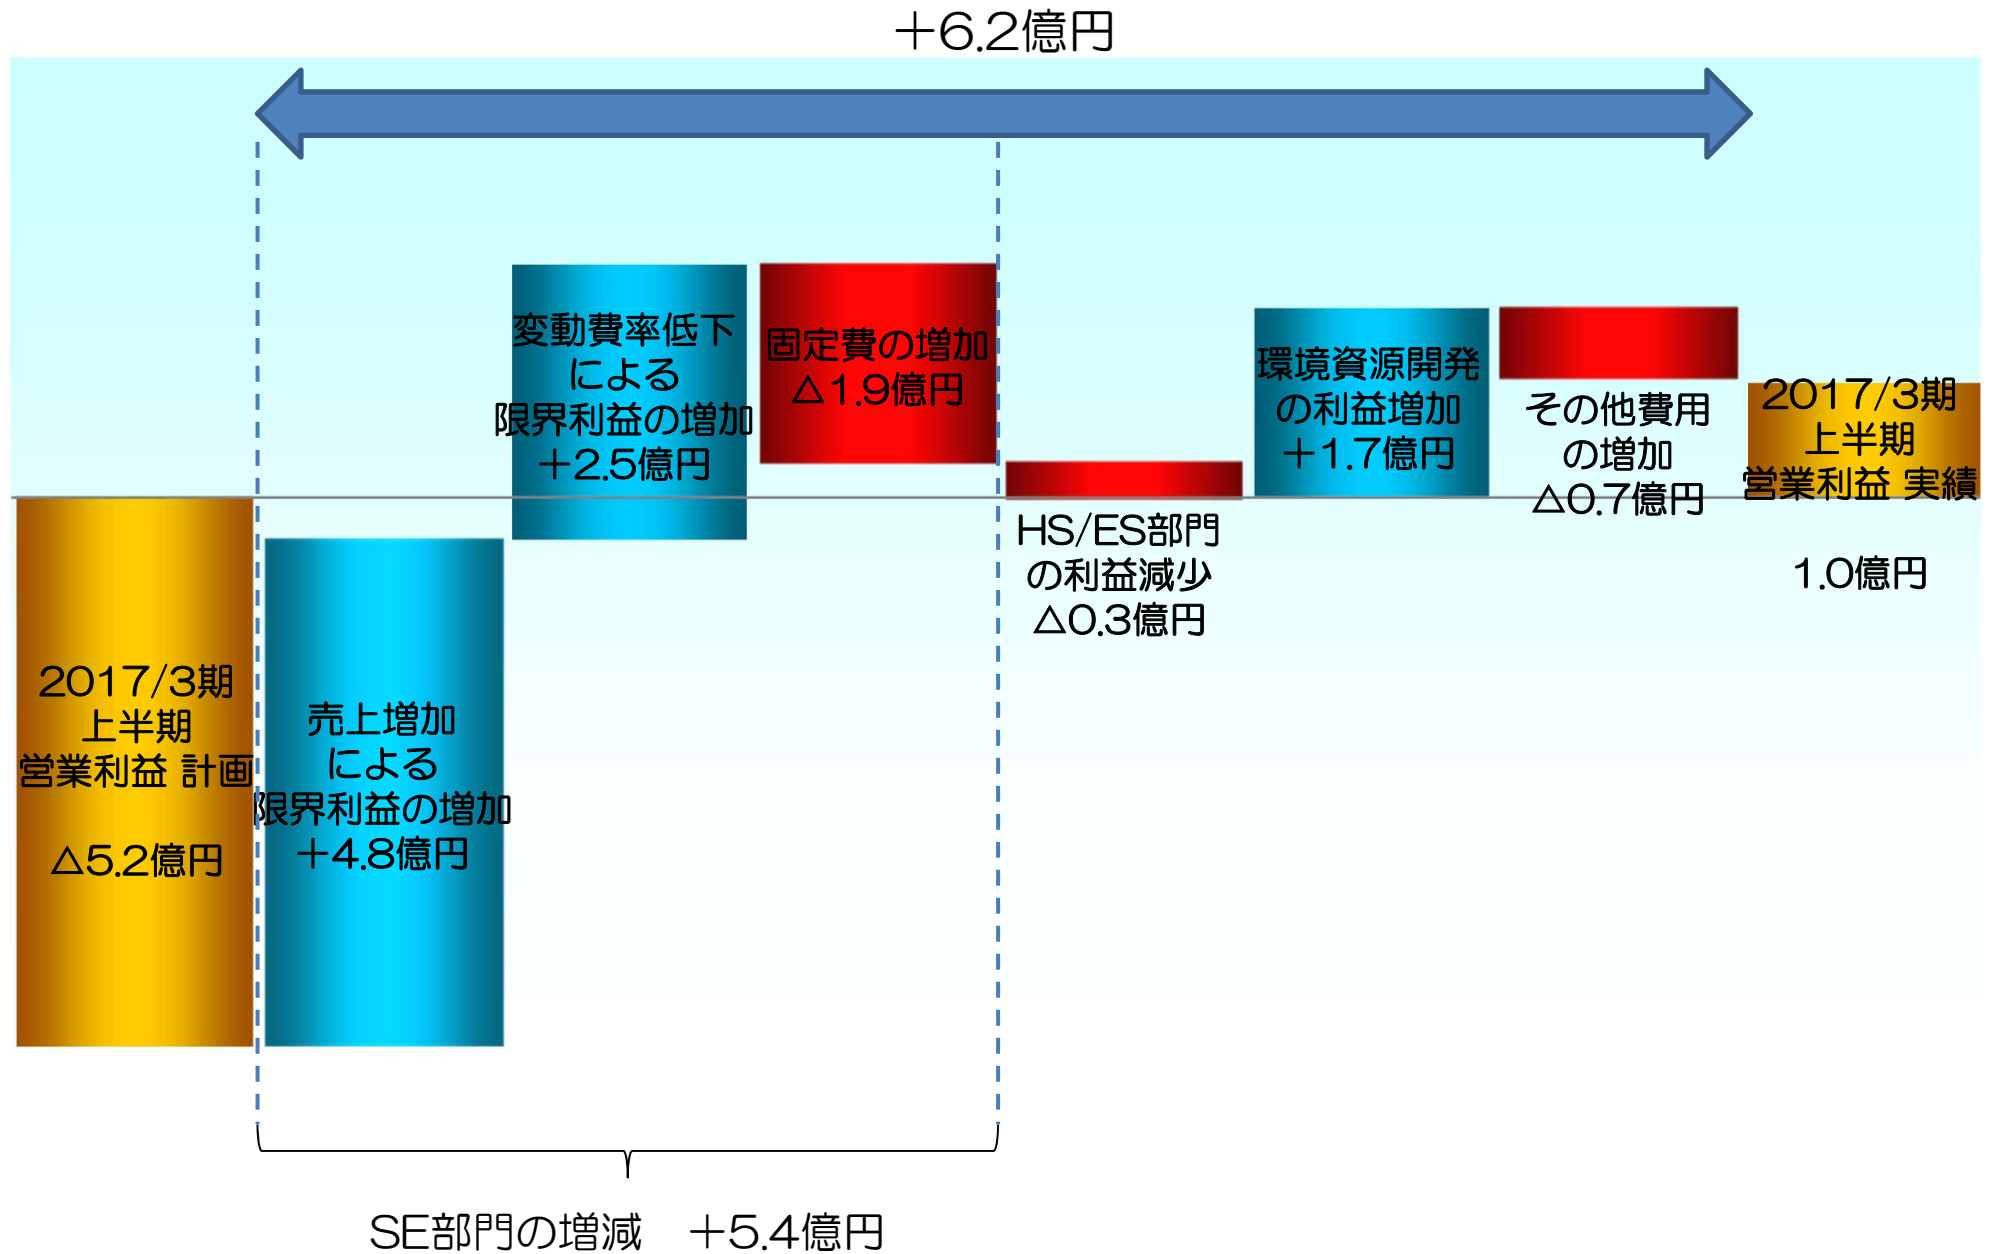 ＋6.2億円
2017/3期
上半期
営業利益 計画
△5.2億円
売上増加
による
限界利益の増加
＋4.8億円
変動費率低下
による
限界利益の増加
＋2.5億円
固定費の増加
△1.9億円
HS/ES部門
の利益減少
△0.3億円
環境資源開発
の利益増加
＋1.7億円
その他費用
の増加
△0.7億円
2017/3期
上半期
営業利益 実績
1.0億円
SE部門の増減　＋5.4億円